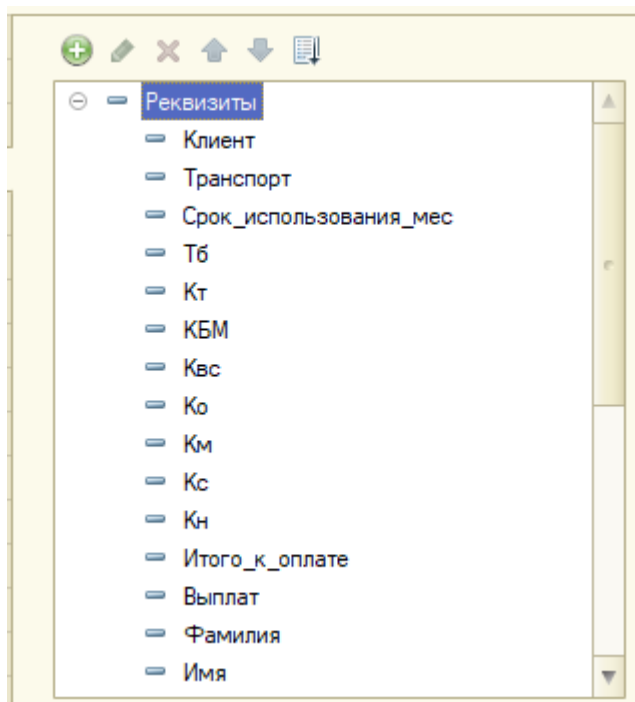 Реквизиты
Клиент
Транспорт
Срок_использования_мес
Тб
Кт
КБМ
Квс
Ко
Км
Кс
Кн
Итого_к_оплате
Выплат
Фамилия
Имя